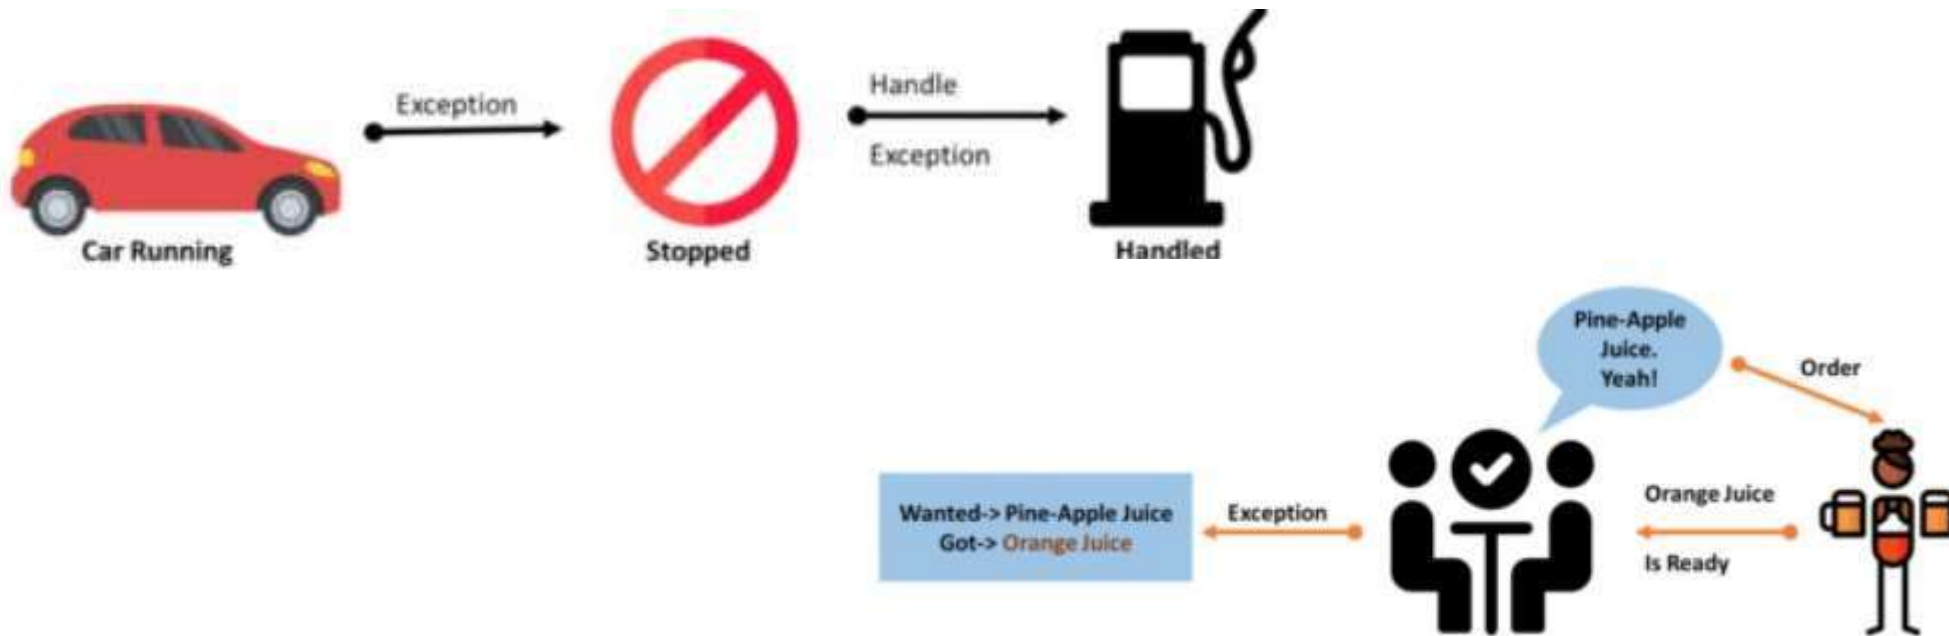 Exception
Handle
Exception
Car Running
Stopped
Handled
Pine-Apple
Juice.
Yeah!
Order
Orange Juice
Is Ready
Exception
Wanted-> Pine-Apple Juice
Got-> Orange Juice